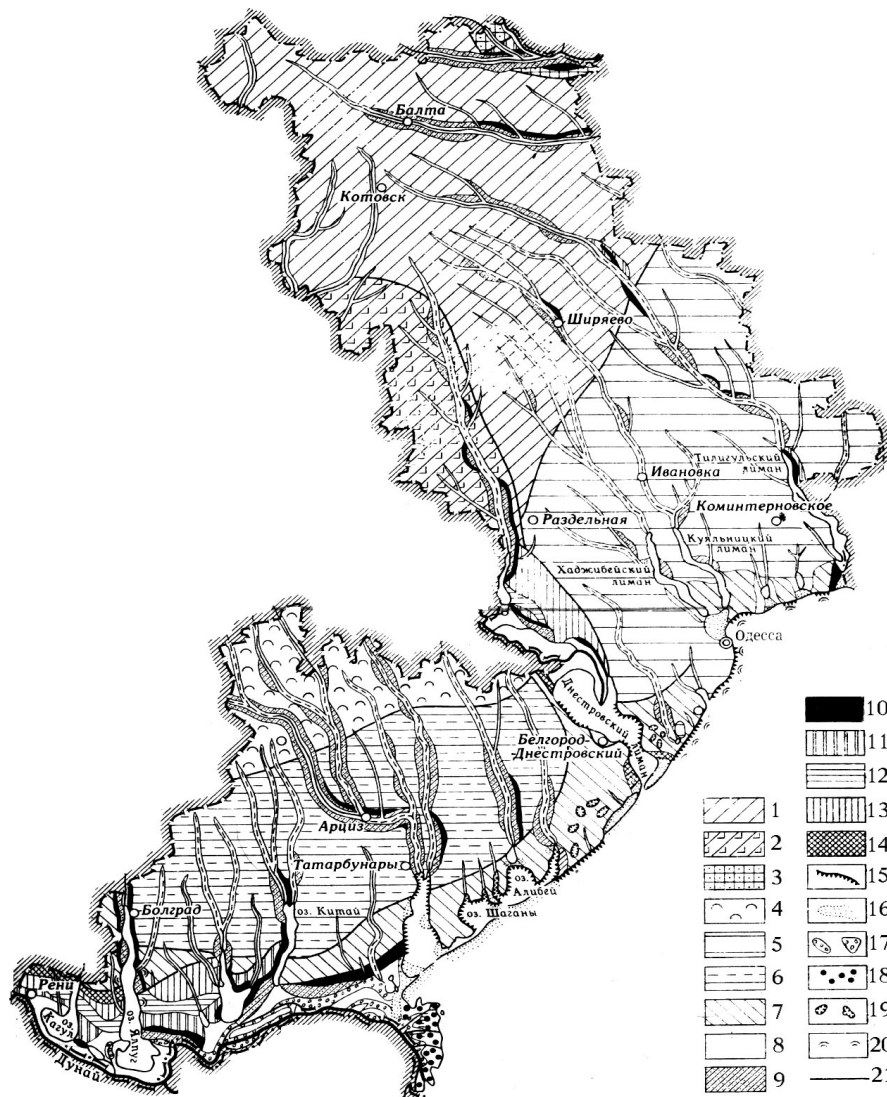 Балта
Котовск
Ширяево
Тилигульский
лиман
Ивановка
Коминтерновское
Раздельная
Куяльницкий
лиман
Хаджибейский
лиман
Одесса
Днестровский
лиман
Белгород-
Днестровский
Арциз
Татарбунары
оз.
Алибей
оз. Шаганы
оз. Китай
Болград
Рени
оз.
Кагул
оз. Ялпуг
Дунай
1
2
3
4
5
6
7
8
9
10
11
12
13
14
15
16
17
18
19
20
21